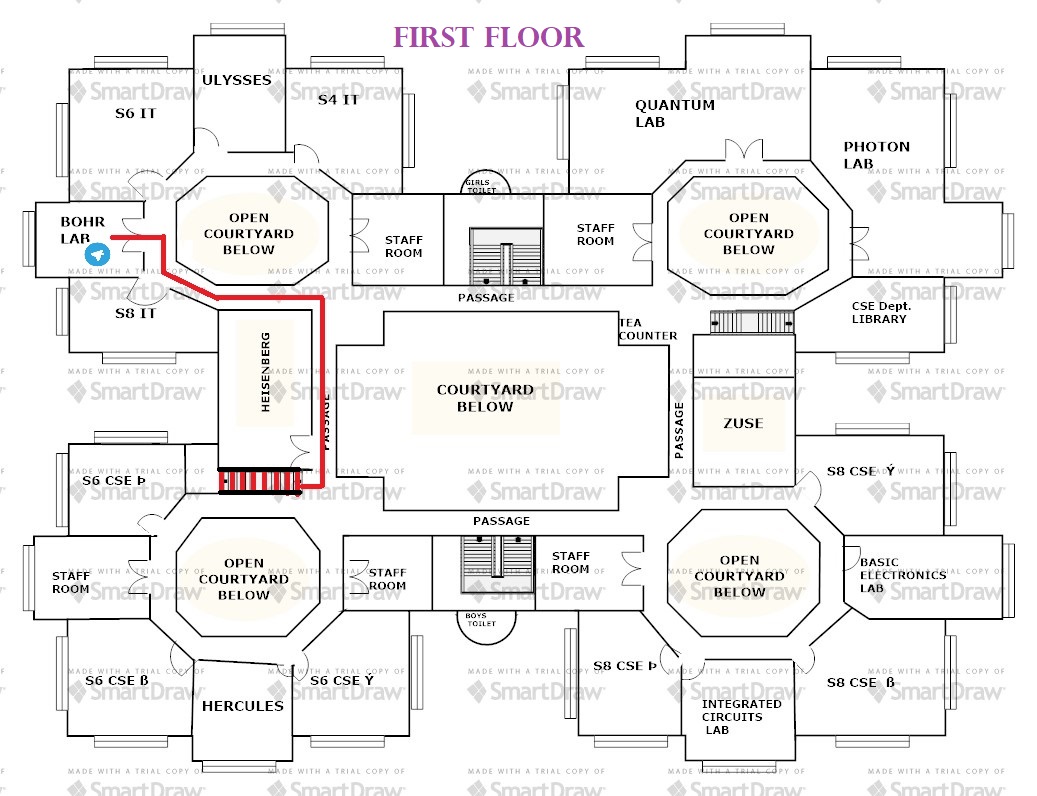 FIRST FLOOR
ULYSSES
S6 IT
S4 IT
QUANTUM
LAB
PHOTON
LAB
BOHR
LAB
OPEN
COURTYARD
BELOW
STAFF
ROOM
GIRLS
TOILET
STAFF
ROOM
OPEN
COURTYARD
BELOW
PASSAGE
S8 IT
TEA
COUNTER
CSE Dept.
LIBRARY
HEISENBERG
PASSAGE
COURTYARD
BELOW
PASSAGE
ZUSE
S6 CSE Þ
S8 CSE Ý
PASSAGE
STAFF
ROOM
OPEN
COURTYARD
BELOW
STAFF
ROOM
STAFF
ROOM
OPEN
COURTYARD
BELOW
BASIC
ELECTRONICS
LAB
BOYS
TOILET
S6 CSE ß
HERCULES
S6 CSE Ý
S8 CSE Þ
INTEGRATED
CIRCUITS
LAB
S8 CSE ß
MADE WITH A TRIAL COPY OF
SmartDraw